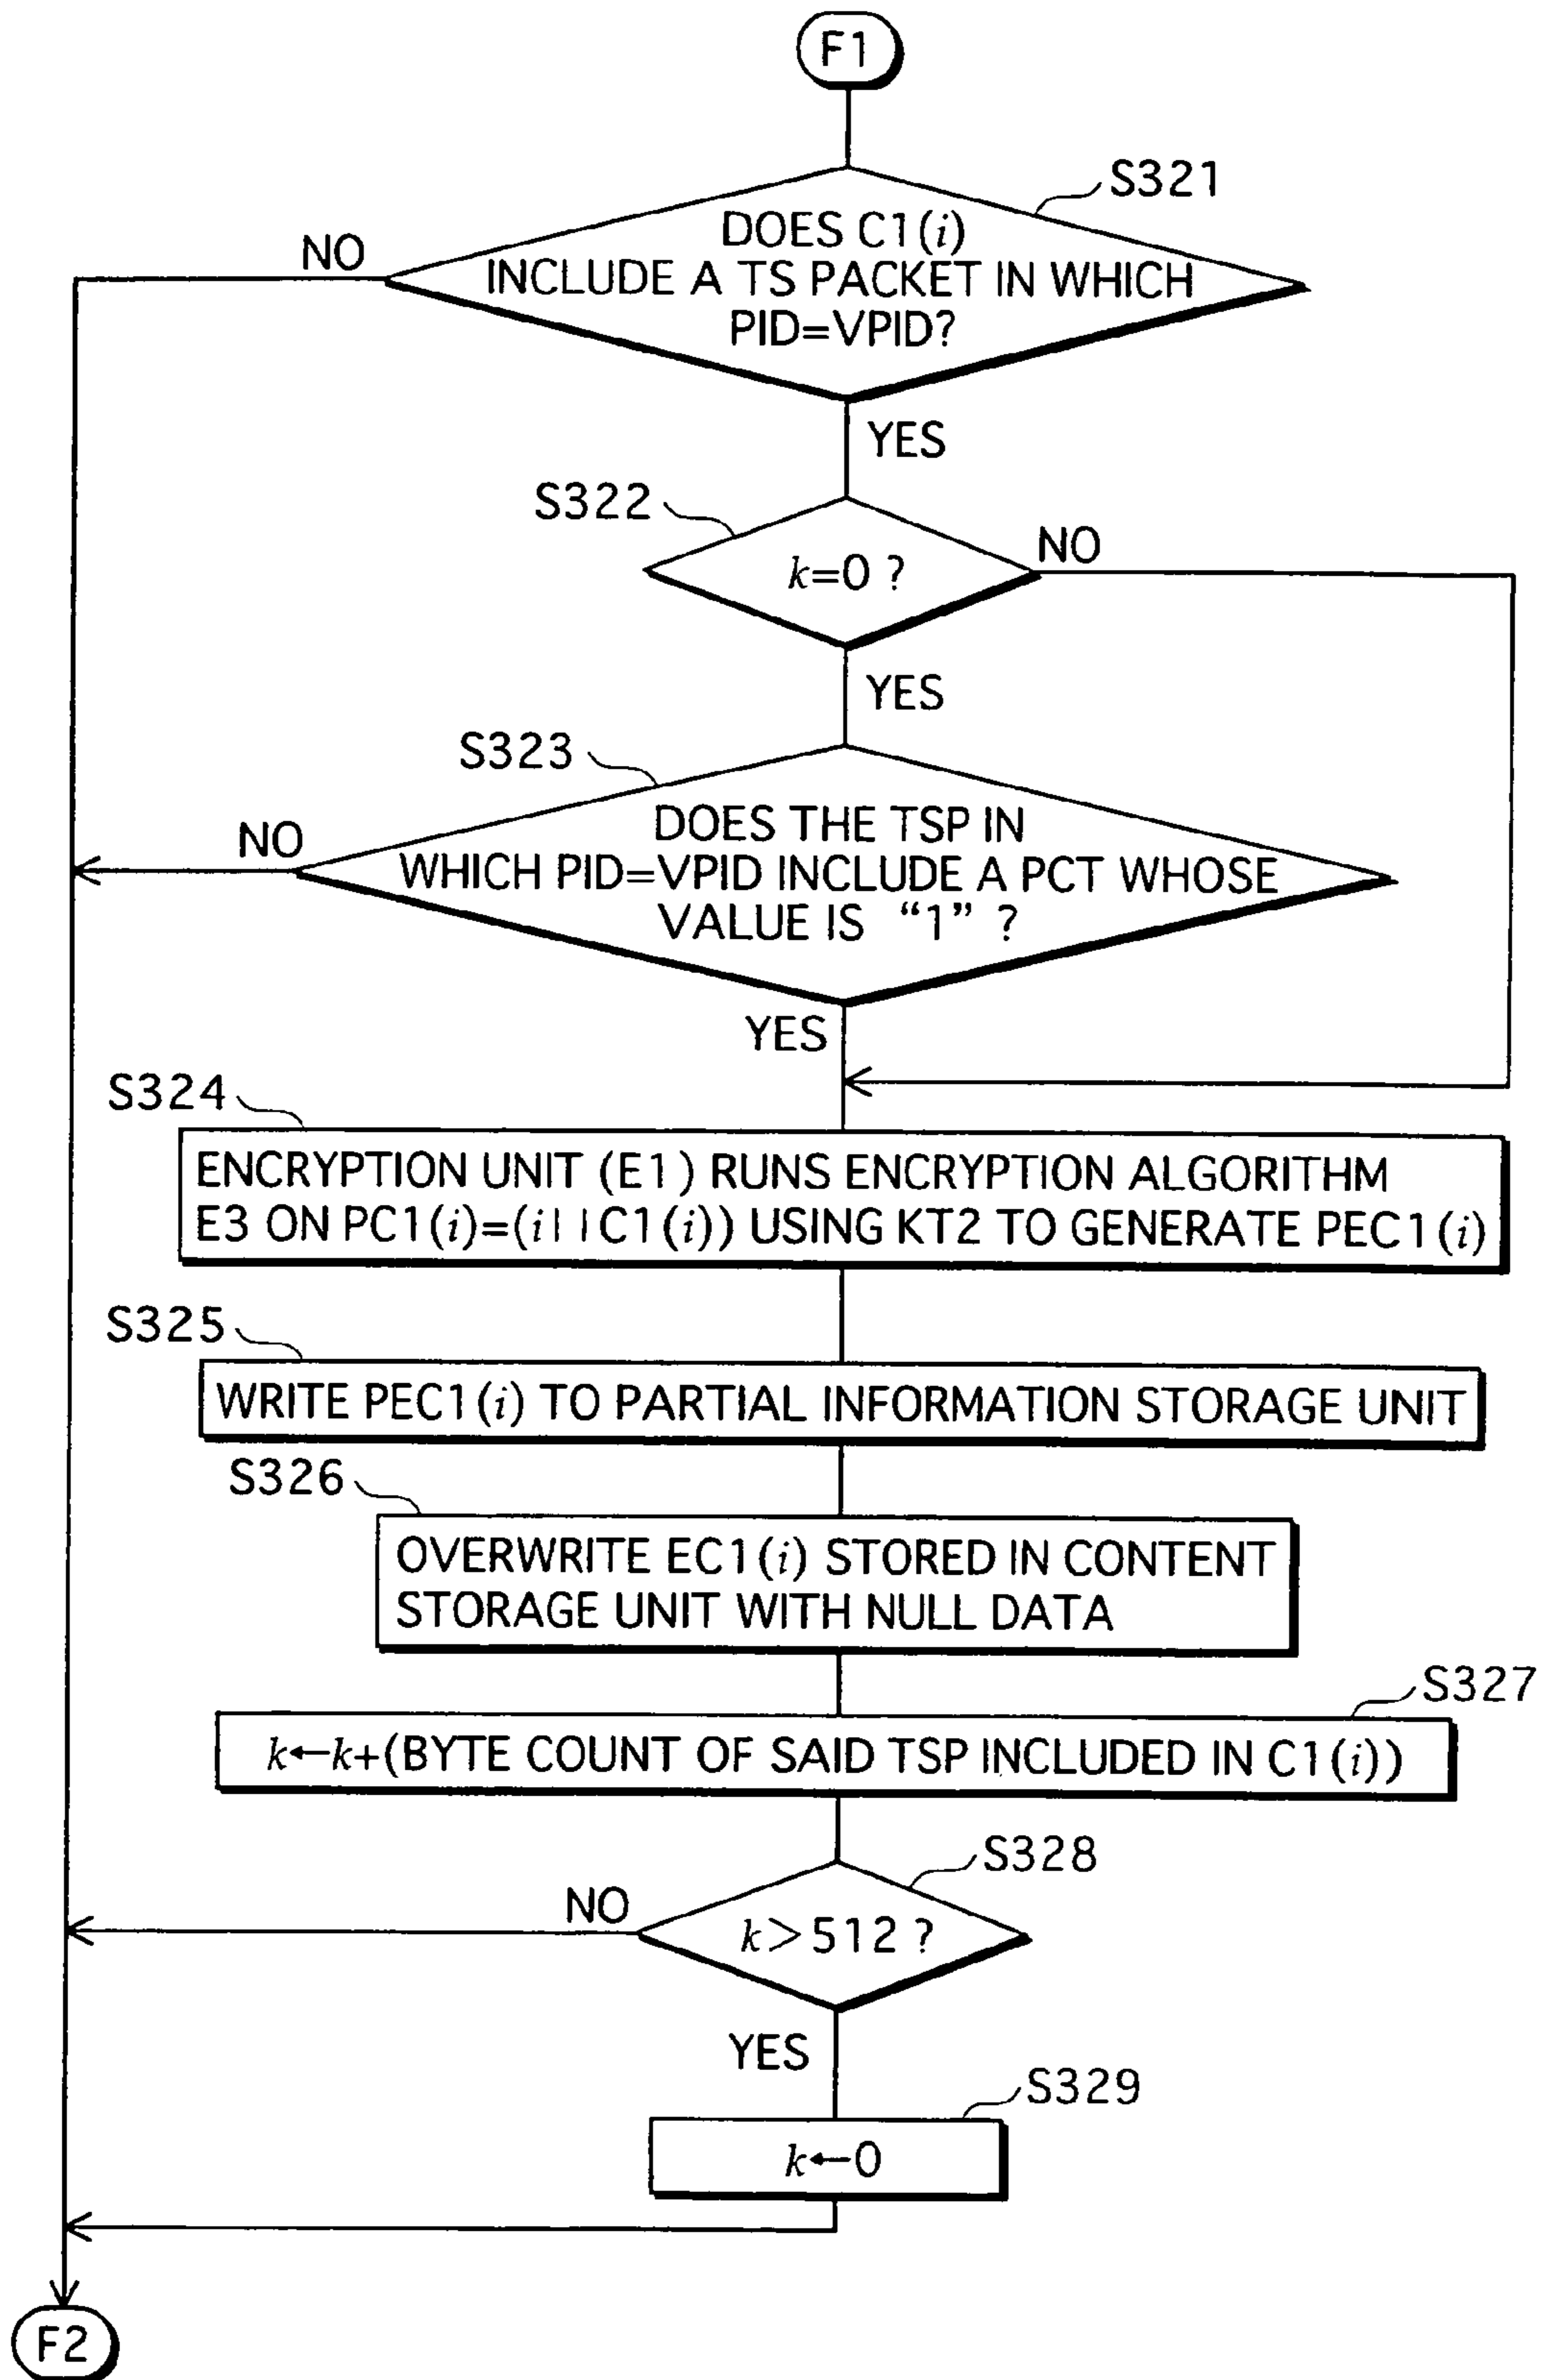 F1
S321
DOES C1(i)
INCLUDE A TS PACKET IN WHICH
PID=VPID?
NO
YES
S322
k=0 ?
NO
YES
S323
DOES THE TSP IN
WHICH PID=VPID INCLUDE A PCT WHOSE
VALUE IS “1” ?
NO
YES
S324
ENCRYPTION UNIT (E1) RUNS ENCRYPTION ALGORITHM
E3 ON PC1(i)=(i||C1(i)) USING KT2 TO GENERATE PEC1(i)
S325
WRITE PEC1(i) TO PARTIAL INFORMATION STORAGE UNIT
S326
OVERWRITE EC1(i) STORED IN CONTENT
STORAGE UNIT WITH NULL DATA
S327
k←k+(BYTE COUNT OF SAID TSP INCLUDED IN C1(i))
S328
k>512 ?
NO
YES
S329
k←0
F2